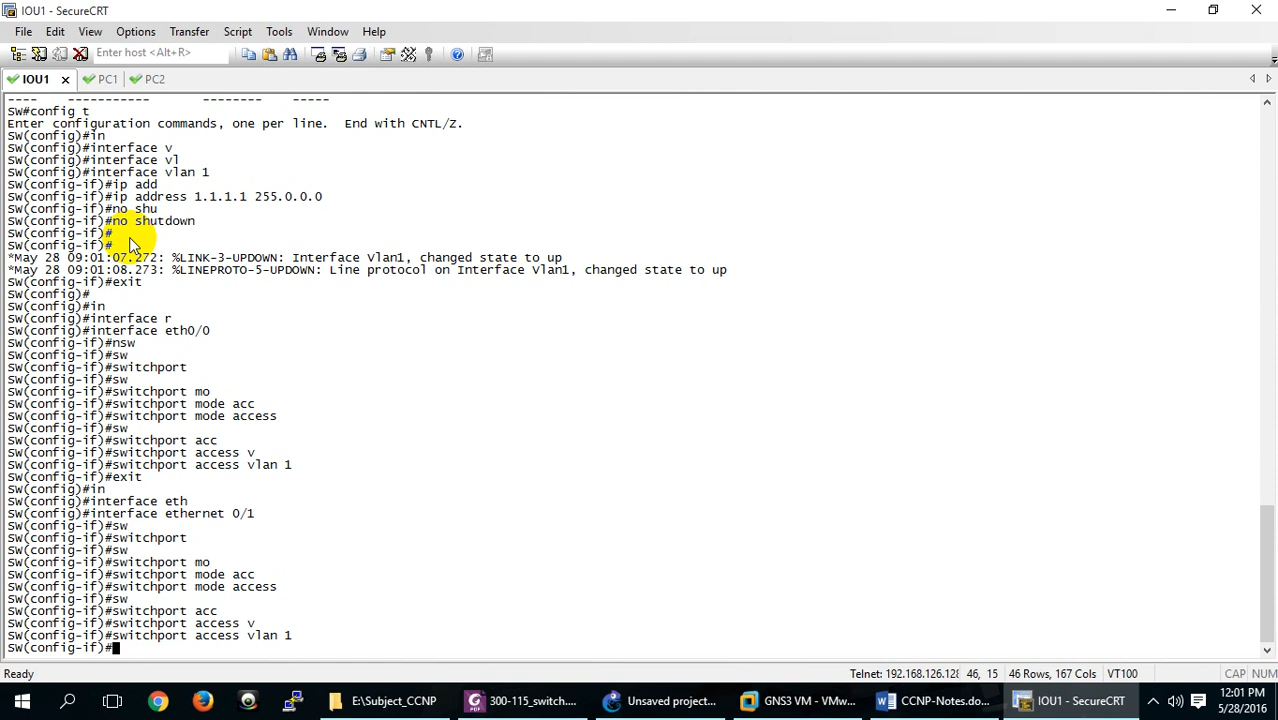 IOU1 - SecureCRT
File Edit View Options Transfer Script Tools Window Help
Enter host <Alt+R>
IOU1 PC1 PC2
---- ----------- -------- -----
SW#config t
Enter configuration commands, one per line.  End with CNTL/Z.
SW(config)#in
SW(config)#interface v
SW(config)#interface vl
SW(config)#interface vlan 1
SW(config-if)#ip add
SW(config-if)#ip address 1.1.1.1 255.0.0.0
SW(config-if)#no shu
SW(config-if)#no shutdown
SW(config-if)#
SW(config-if)#
*May 28 09:01:07.272: %LINK-3-UPDOWN: Interface Vlan1, changed state to up
*May 28 09:01:08.273: %LINEPROTO-5-UPDOWN: Line protocol on Interface Vlan1, changed state to up
SW(config-if)#exit
SW(config)#
SW(config)#in
SW(config)#interface r
SW(config)#interface eth0/0
SW(config-if)#nsw
SW(config-if)#sw
SW(config-if)#switchport
SW(config-if)#sw
SW(config-if)#switchport mo
SW(config-if)#switchport mode acc
SW(config-if)#switchport mode access
SW(config-if)#sw
SW(config-if)#switchport acc
SW(config-if)#switchport access v
SW(config-if)#switchport access vlan 1
SW(config-if)#exit
SW(config)#in
SW(config)#interface eth
SW(config)#interface ethernet 0/1
SW(config-if)#sw
SW(config-if)#switchport
SW(config-if)#sw
SW(config-if)#switchport mo
SW(config-if)#switchport mode acc
SW(config-if)#switchport mode access
SW(config-if)#sw
SW(config-if)#switchport acc
SW(config-if)#switchport access v
SW(config-if)#switchport access vlan 1
SW(config-if)#
Ready Telnet: 192.168.126.128 46, 15 46 Rows, 167 Cols VT100 CAP NUM
E:\Subject_CCNP 300-115_switch.... Unsaved project... GNS3 VM - VMw... CCNP-Notes.do... IOU1 - SecureCRT 12:01 PM
5/28/2016